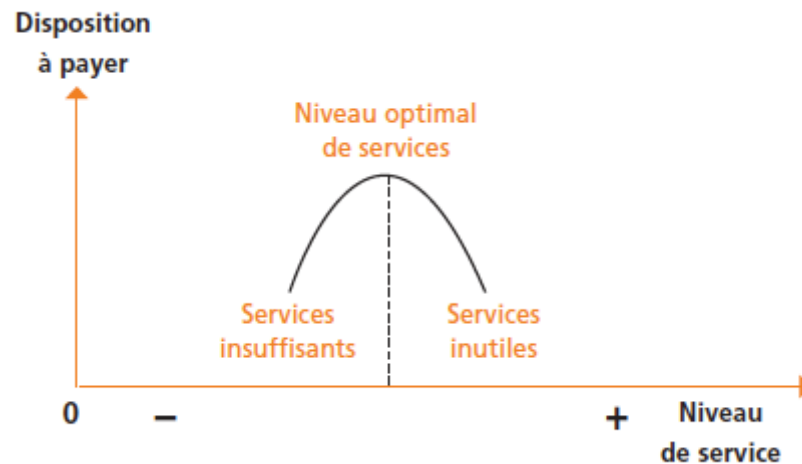 Disposition
à payer
Niveau optimal
de services
Services
insuffisants
Services
inutiles
0
–
+
Niveau
de service